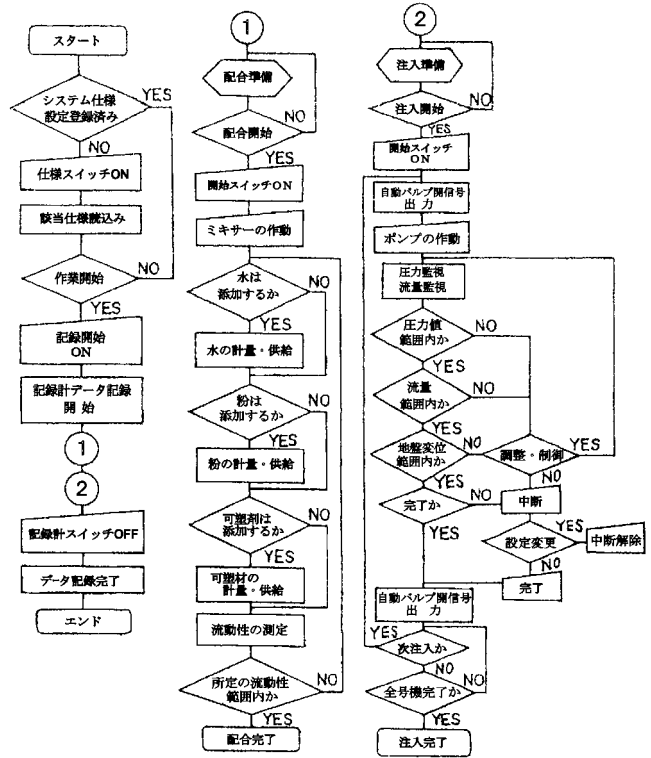 スタート
システム仕様
設定登録済み
YES
NO
仕様スイッチON
該当仕様読込み
作業開始
NO
YES
記録開始
ON
記録計データ記録
開 始
1
2
記録計スイッチOFF
データ記録完了
エンド
1
配合準備
配合開始
NO
YES
開始スイッチON
ミキサーの作動
水は
添加するか
NO
YES
水の計量・供給
粉は
添加するか
NO
YES
粉の計量・供給
可塑剤は
添加するか
NO
YES
可塑材の
計量・供給
流動性の測定
所定の流動性
範囲内か
NO
YES
配合完了
2
注入準備
注入開始
NO
YES
開始スイッチ
ON
自動バルブ開信号
出 力
ポンプの作動
圧力監視
流量監視
圧力値
範囲内か
NO
YES
流量
範囲内か
NO
YES
地盤変位
範囲内か
NO
調整・制御
YES
YES
NO
完了か
NO
中断
YES
設定変更
YES
中断解除
NO
完了
自動バルブ開信号
出 力
YES
次注入か
NO
全号機完了か
NO
YES
注入完了